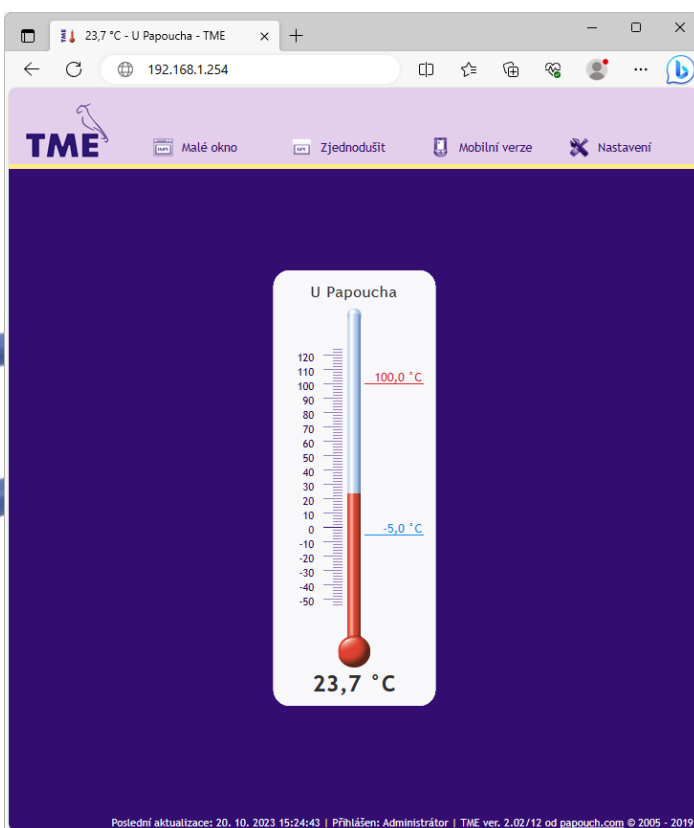 TME 23,7 °C - U Papoucha - TME
192.168.1.254
TME Malé okno Zjednodušit Mobilní verze Nastavení
U Papoucha
120
110
100,0 °C
100
90
80
70
60
50
40
30
20
10
0
-5,0 °C
-10
-20
-30
-40
-50
23,7 °C
Poslední aktualizace: 20. 10. 2023 15:24:43 | Přihlášen: Administrátor | TME ver. 2.02/12 od papouch.com © 2005 - 2019